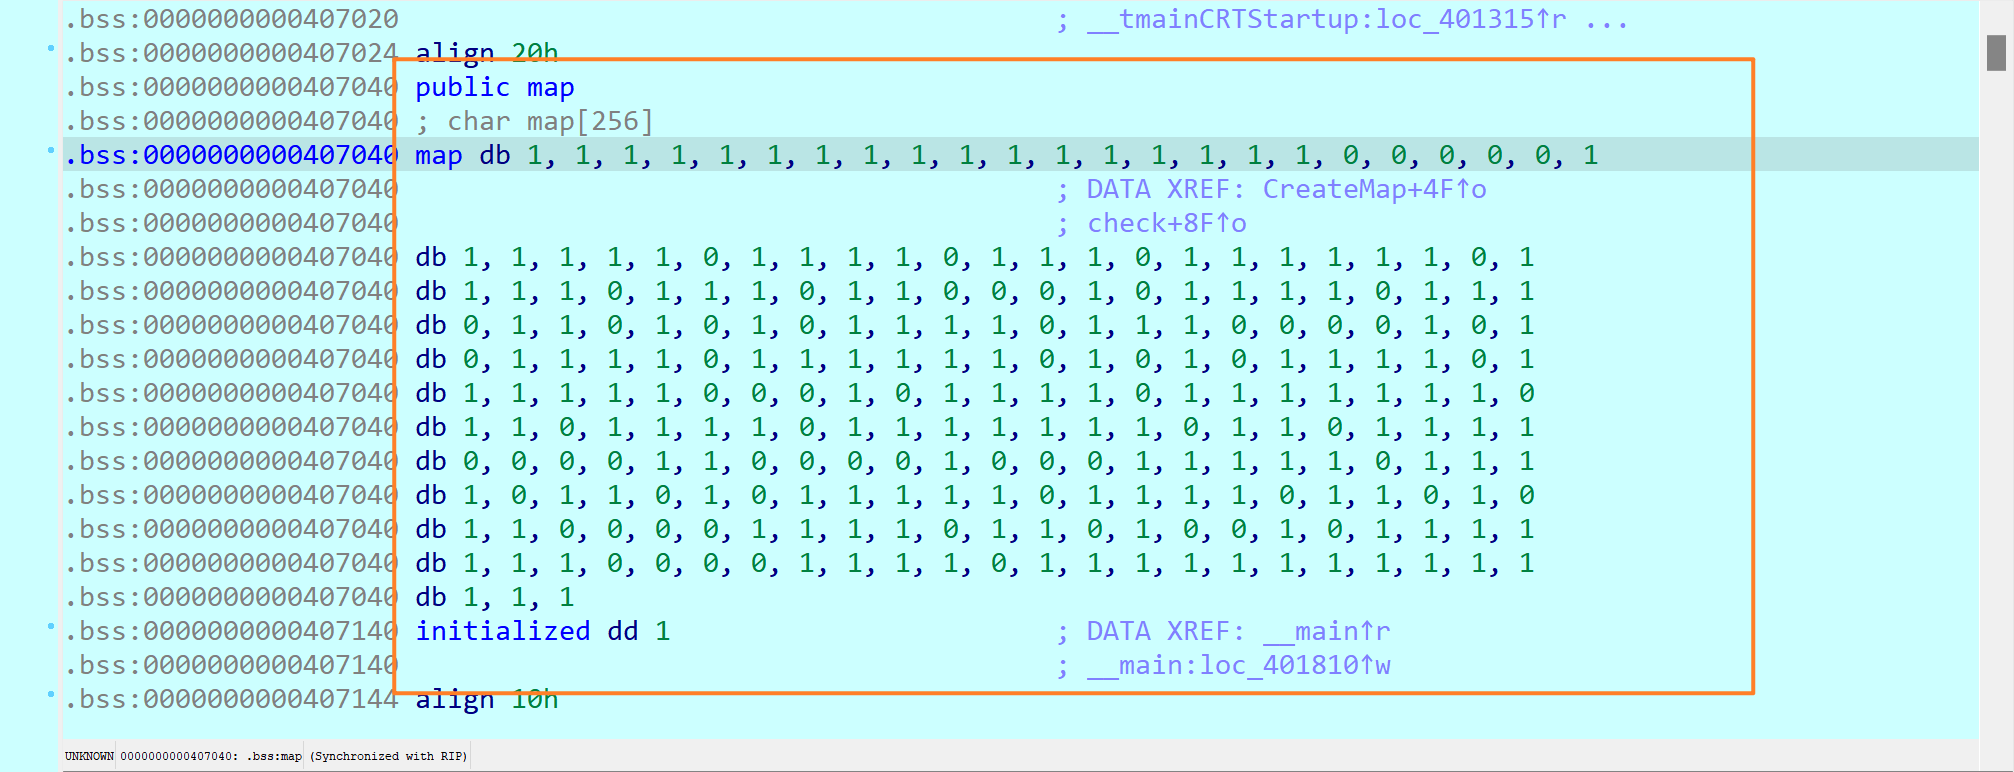 .bss:0000000000407020 ; __tmainCRTStartup:loc_401315↑r ...
.bss:0000000000407024 align 20h
.bss:0000000000407040 public map
.bss:0000000000407040 ; char map[256]
.bss:0000000000407040 map db 1, 1, 1, 1, 1, 1, 1, 1, 1, 1, 1, 1, 1, 1, 1, 1, 1, 0, 0, 0, 0, 0, 1
.bss:0000000000407040 ; DATA XREF: CreateMap+4F↑o
.bss:0000000000407040 ; check+8F↑o
.bss:0000000000407040 db 1, 1, 1, 1, 1, 0, 1, 1, 1, 1, 0, 1, 1, 1, 0, 1, 1, 1, 1, 1, 1, 0, 1
.bss:0000000000407040 db 1, 1, 1, 0, 1, 1, 1, 0, 1, 1, 0, 0, 0, 1, 0, 1, 1, 1, 1, 0, 1, 1, 1
.bss:0000000000407040 db 0, 1, 1, 0, 1, 0, 1, 0, 1, 1, 1, 1, 0, 1, 1, 1, 0, 0, 0, 0, 1, 0, 1
.bss:0000000000407040 db 0, 1, 1, 1, 1, 0, 1, 1, 1, 1, 1, 1, 0, 1, 0, 1, 0, 1, 1, 1, 1, 0, 1
.bss:0000000000407040 db 1, 1, 1, 1, 1, 0, 0, 0, 1, 0, 1, 1, 1, 1, 0, 1, 1, 1, 1, 1, 1, 1, 0
.bss:0000000000407040 db 1, 1, 0, 1, 1, 1, 1, 0, 1, 1, 1, 1, 1, 1, 1, 0, 1, 1, 0, 1, 1, 1, 1
.bss:0000000000407040 db 0, 0, 0, 0, 1, 1, 0, 0, 0, 0, 1, 0, 0, 0, 1, 1, 1, 1, 1, 0, 1, 1, 1
.bss:0000000000407040 db 1, 0, 1, 1, 0, 1, 0, 1, 1, 1, 1, 1, 0, 1, 1, 1, 1, 0, 1, 1, 0, 1, 0
.bss:0000000000407040 db 1, 1, 0, 0, 0, 0, 1, 1, 1, 1, 0, 1, 1, 0, 1, 0, 0, 1, 0, 1, 1, 1, 1
.bss:0000000000407040 db 1, 1, 1, 0, 0, 0, 0, 1, 1, 1, 1, 0, 1, 1, 1, 1, 1, 1, 1, 1, 1, 1, 1
.bss:0000000000407040 db 1, 1, 1
.bss:0000000000407140 initialized dd 1 ; DATA XREF: __main↑r
.bss:0000000000407140 ; __main:loc_401810↑w
.bss:0000000000407144 align 10h
UNKNOWN 0000000000407040: .bss:map (Synchronized with RIP)